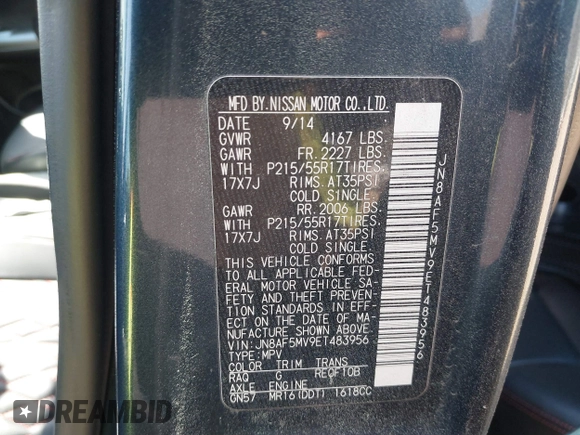 MFD BY.NISSAN MOTOR CO.,LTD.
DATE 9/14
GVWR 4167 LBS.
GAWR FR.2227 LBS.
WITH P215/55R17TIRES.
17X7J RIMS.AT35PSI
COLD SINGLE.
GAWR RR.2006 LBS.
WITH P215/55R17TIRES.
17X7J RIMS.AT35PSI
COLD SINGLE.
THIS VEHICLE CONFORMS
TO ALL APPLICABLE FED-
ERAL MOTOR VEHICLE SA-
FETY AND THEFT PREVEN-
TION STANDARDS IN EFF-
ECT ON THE DATE OF MA-
NUFACTURE SHOWN ABOVE.
VIN:JN8AF5MV9ET483956
TYPE:MPV
COLOR TRIM TRANS
RAQ G RE0F10B
AXLE ENGINE
0N57 MR16(DDT) 1618CC
JN8AF5MV9ET483956
© AUTOBIDCAR